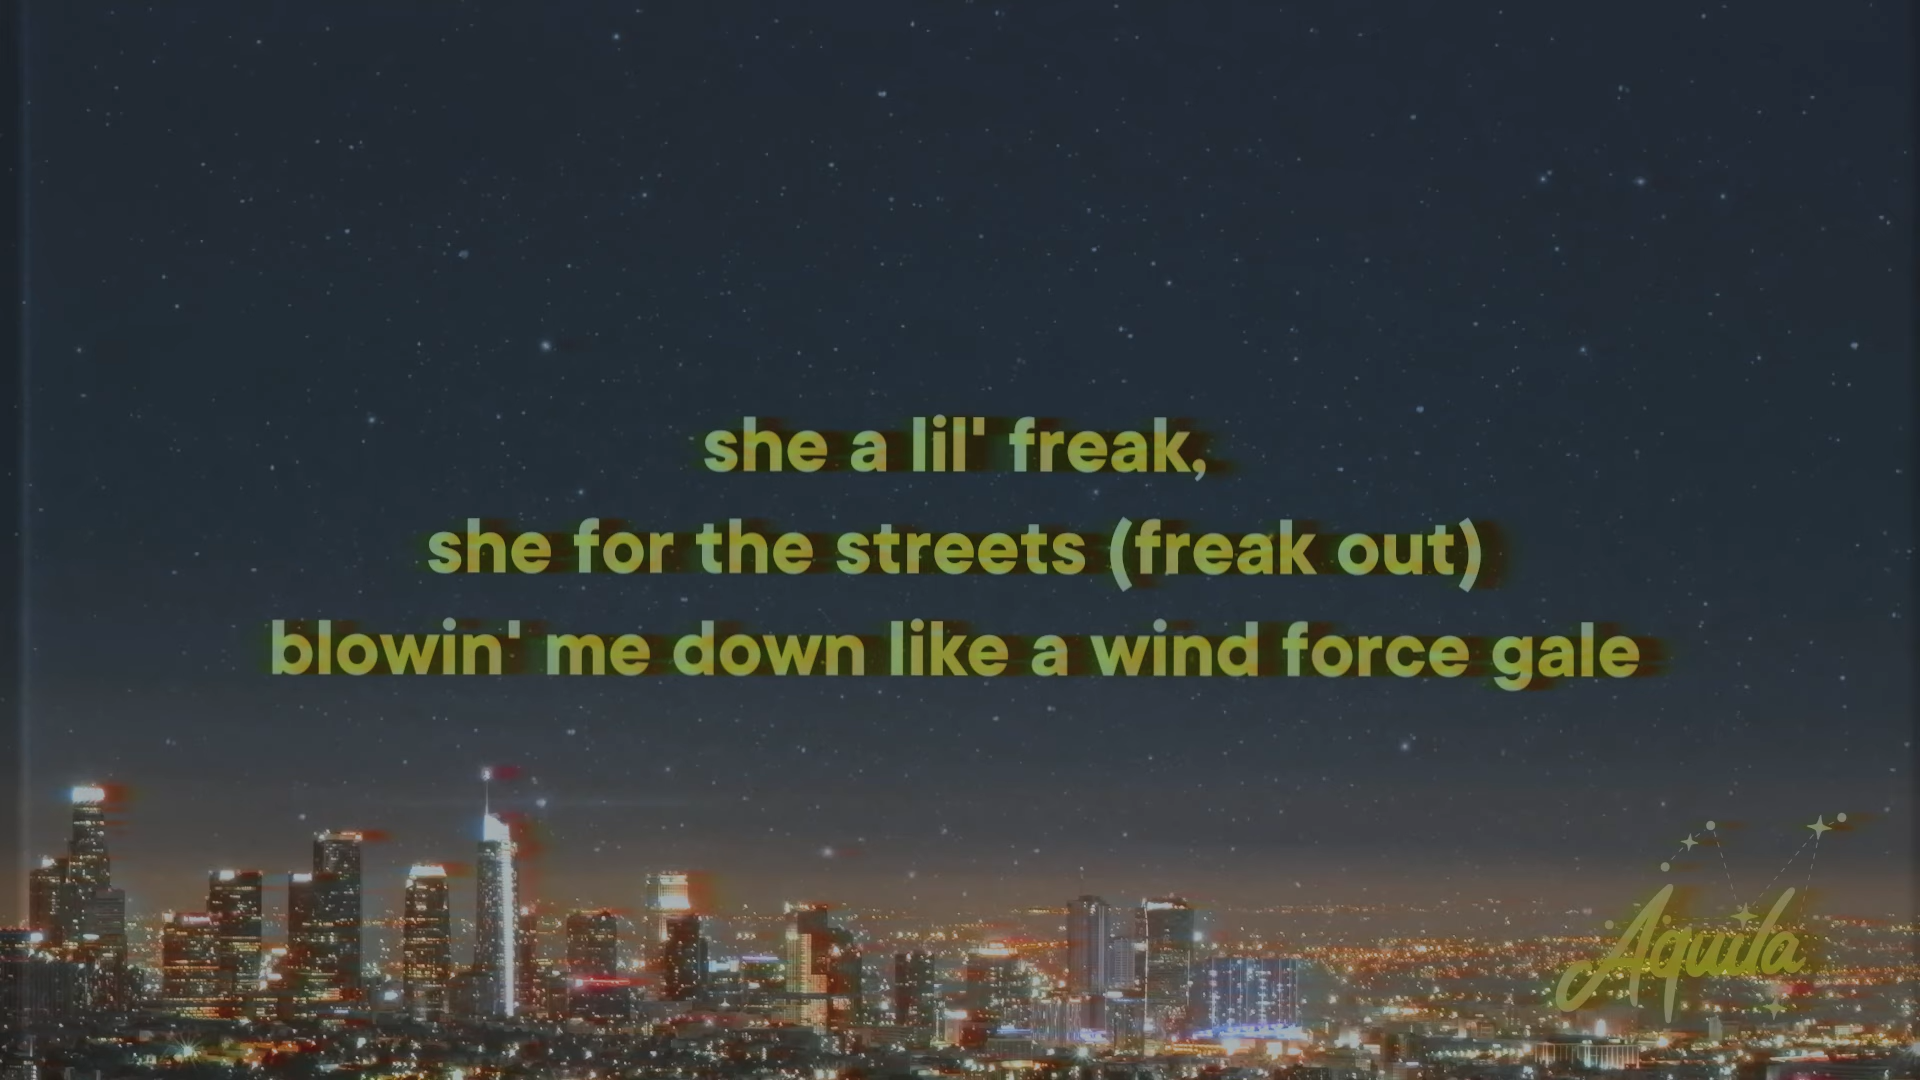 she a lil' freak,
she for the streets (freak out)
blowin' me down like a wind force gale
Aquila